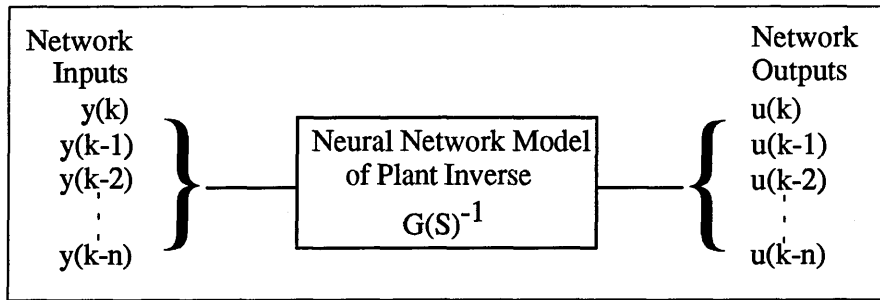 Network
Inputs
y(k)
y(k-1)
y(k-2)
y(k-n)
Neural Network Model
of Plant Inverse
G(S)⁻¹
Network
Outputs
u(k)
u(k-1)
u(k-2)
u(k-n)